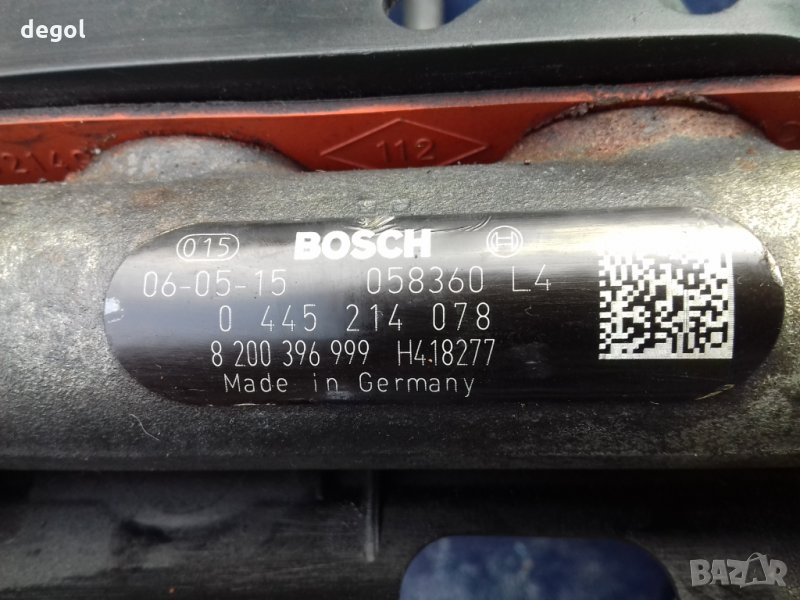 degol
112
015 BOSCH H
06-05-15 058360 L4
0 445 214 078
8 200 396 999 H418277
Made in Germany
BAZAR